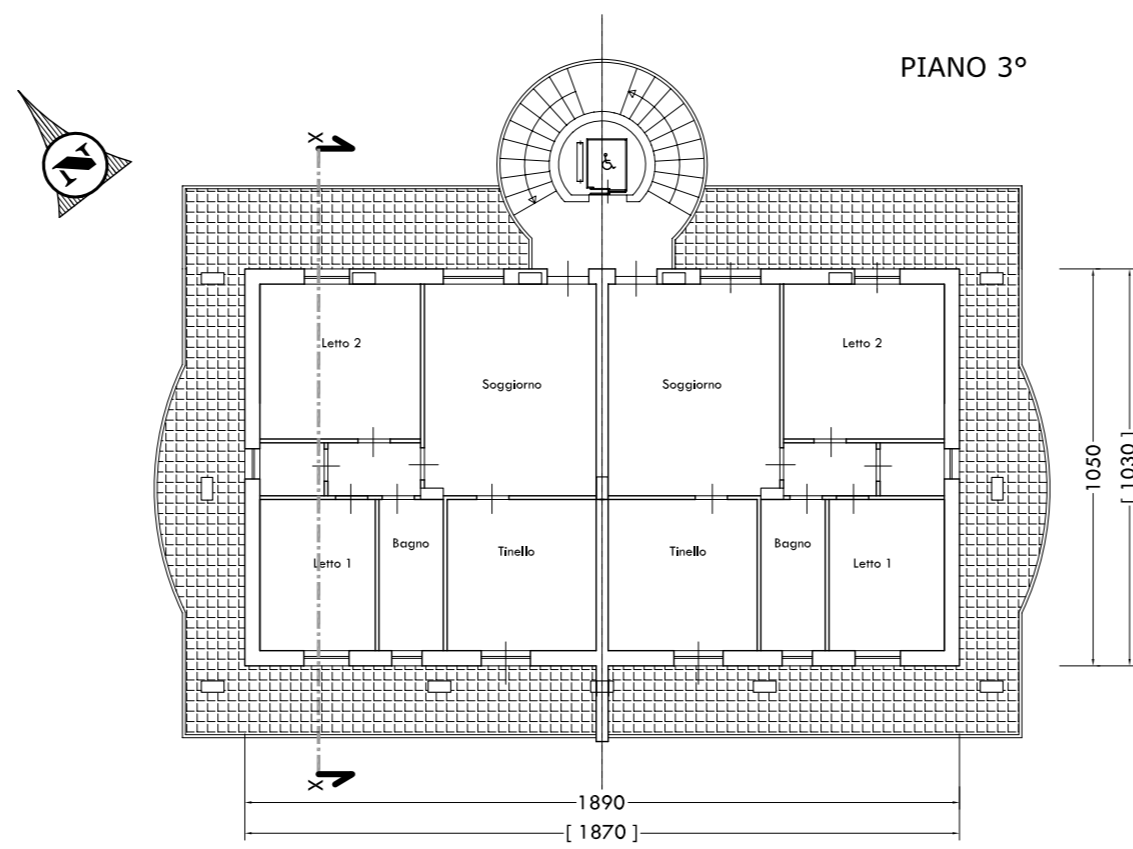 PIANO 3°
N
X
Letto 2
Letto 2
Soggiorno
Soggiorno
1050
[ 1030 ]
Letto 1
Bagno
Tinello
Tinello
Bagno
Letto 1
X
1890
[ 1870 ]